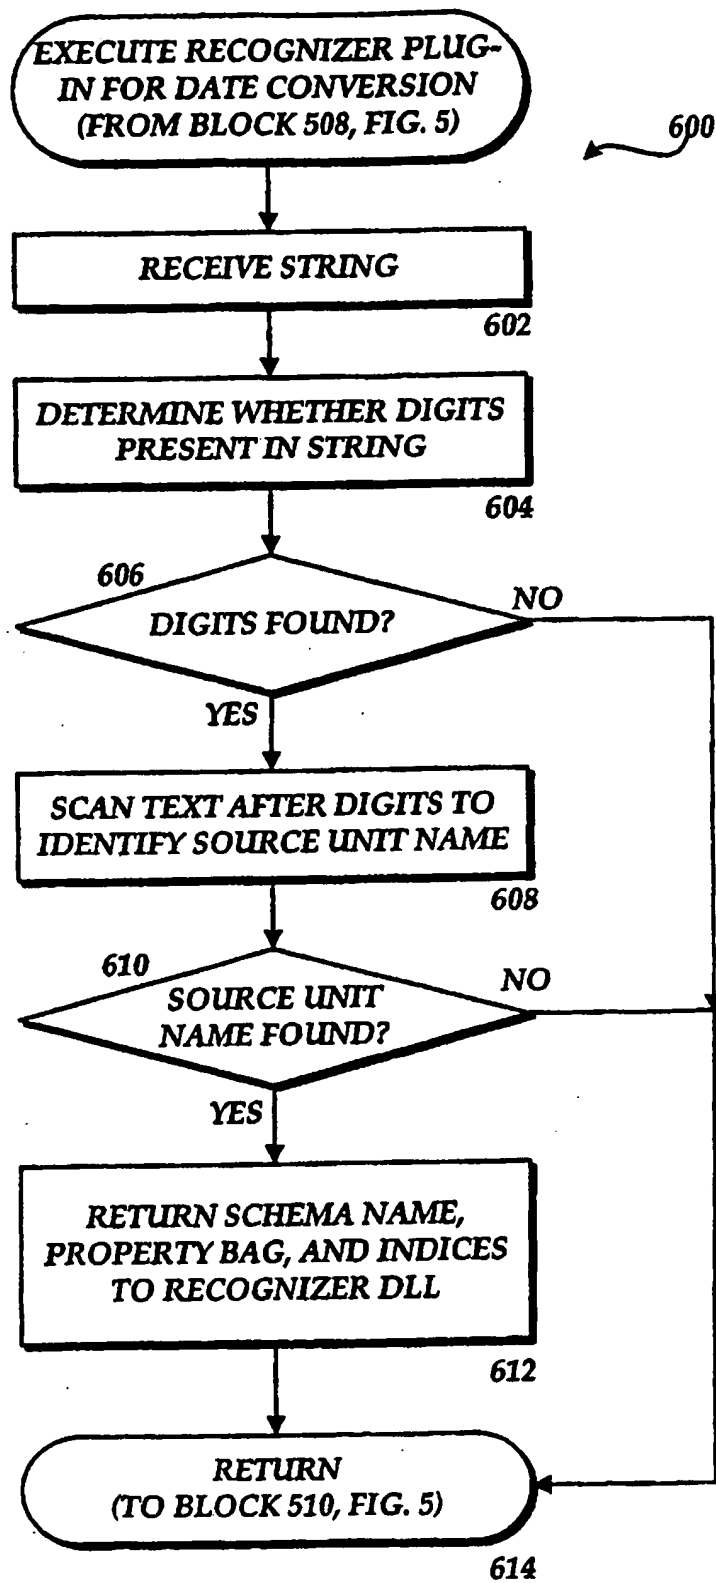 EXECUTE RECOGNIZER PLUG-
IN FOR DATE CONVERSION
(FROM BLOCK 508, FIG. 5)
600
RECEIVE STRING
602
DETERMINE WHETHER DIGITS
PRESENT IN STRING
604
606
DIGITS FOUND?
NO
YES
SCAN TEXT AFTER DIGITS TO
IDENTIFY SOURCE UNIT NAME
608
610
SOURCE UNIT
NAME FOUND?
NO
YES
RETURN SCHEMA NAME,
PROPERTY BAG, AND INDICES
TO RECOGNIZER DLL
612
RETURN
(TO BLOCK 510, FIG. 5)
614